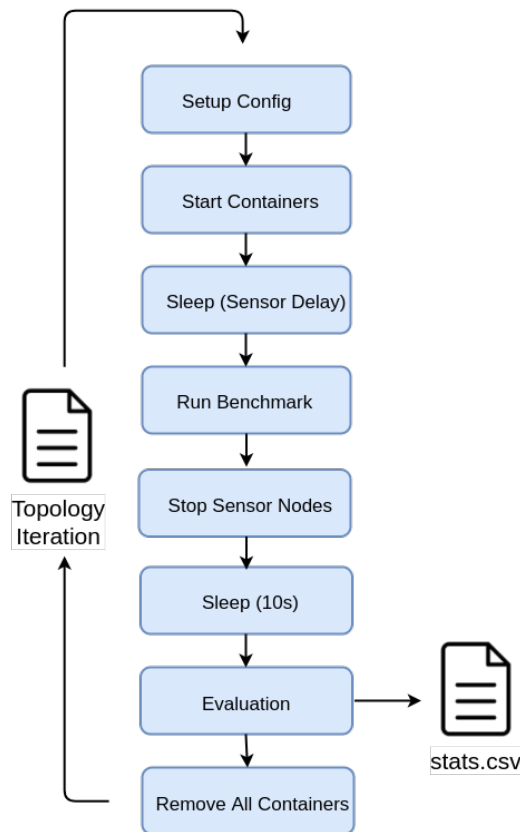 Setup Config
Start Containers
Sleep (Sensor Delay)
Run Benchmark
Topology
Iteration
Stop Sensor Nodes
Sleep (10s)
Evaluation
stats.csv
Remove All Containers